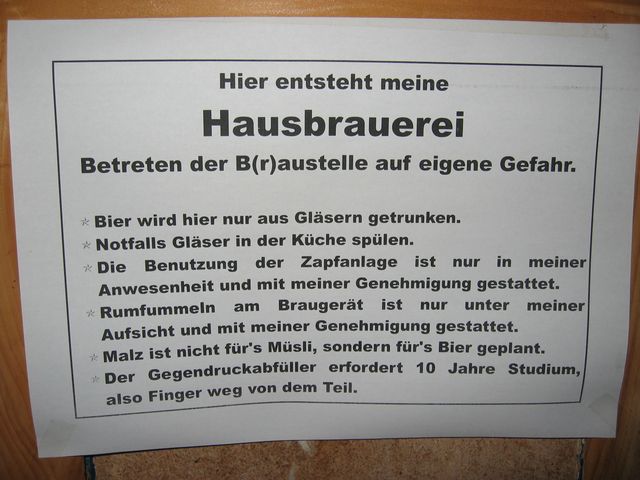 Hier entsteht meine
Hausbrauerei
Betreten der B(r)austelle auf eigene Gefahr.
☆ Bier wird hier nur aus Gläsern getrunken.
☆ Notfalls Gläser in der Küche spülen.
☆ Die Benutzung der Zapfanlage ist nur in meiner
Anwesenheit und mit meiner Genehmigung gestattet.
☆ Rumfummeln am Braugerät ist nur unter meiner
Aufsicht und mit meiner Genehmigung gestattet.
☆ Malz ist nicht für's Müsli, sondern für's Bier geplant.
☆ Der Gegendruckabfüller erfordert 10 Jahre Studium,
also Finger weg von dem Teil.